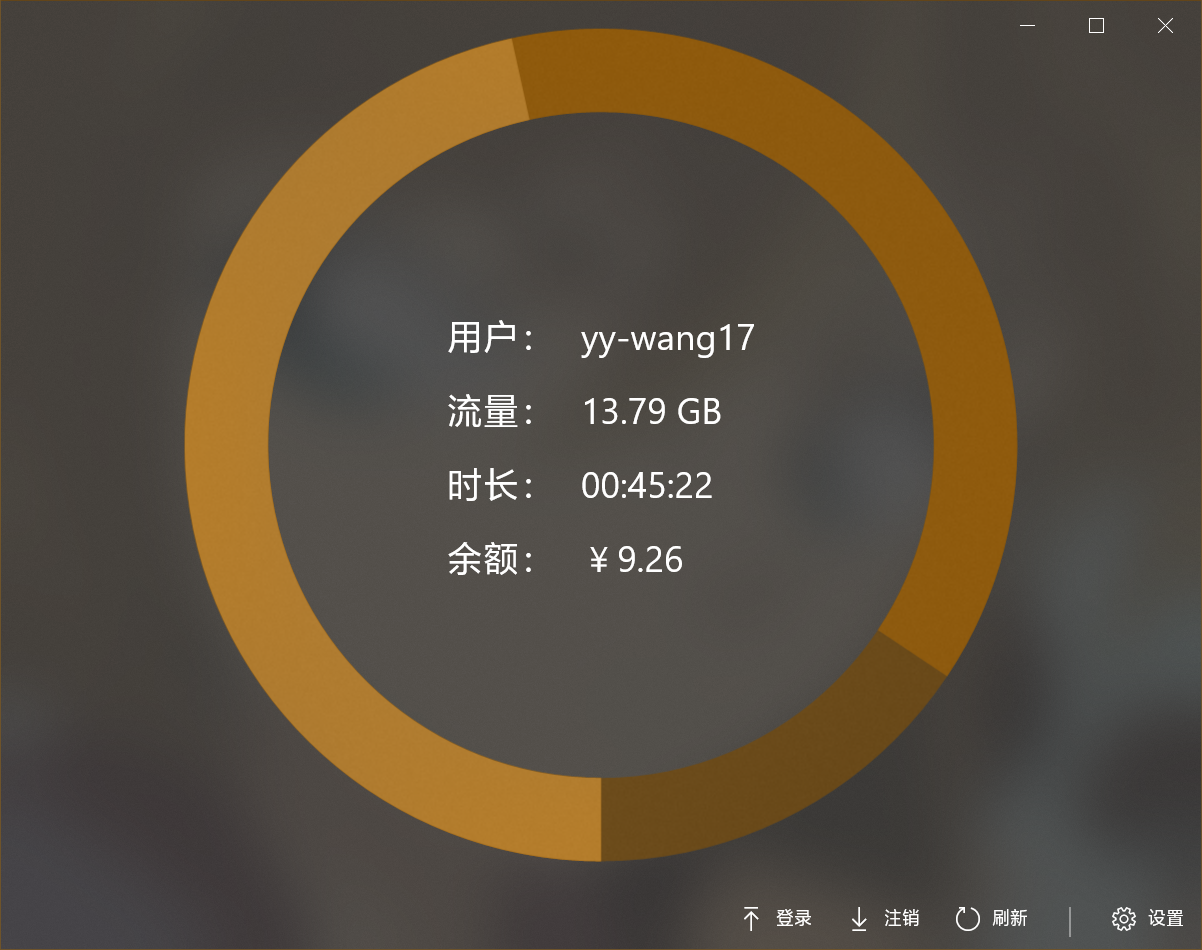 用户： yy-wang17
流量： 13.79 GB
时长： 00:45:22
余额： ￥9.26
登录 注销 刷新 | 设置